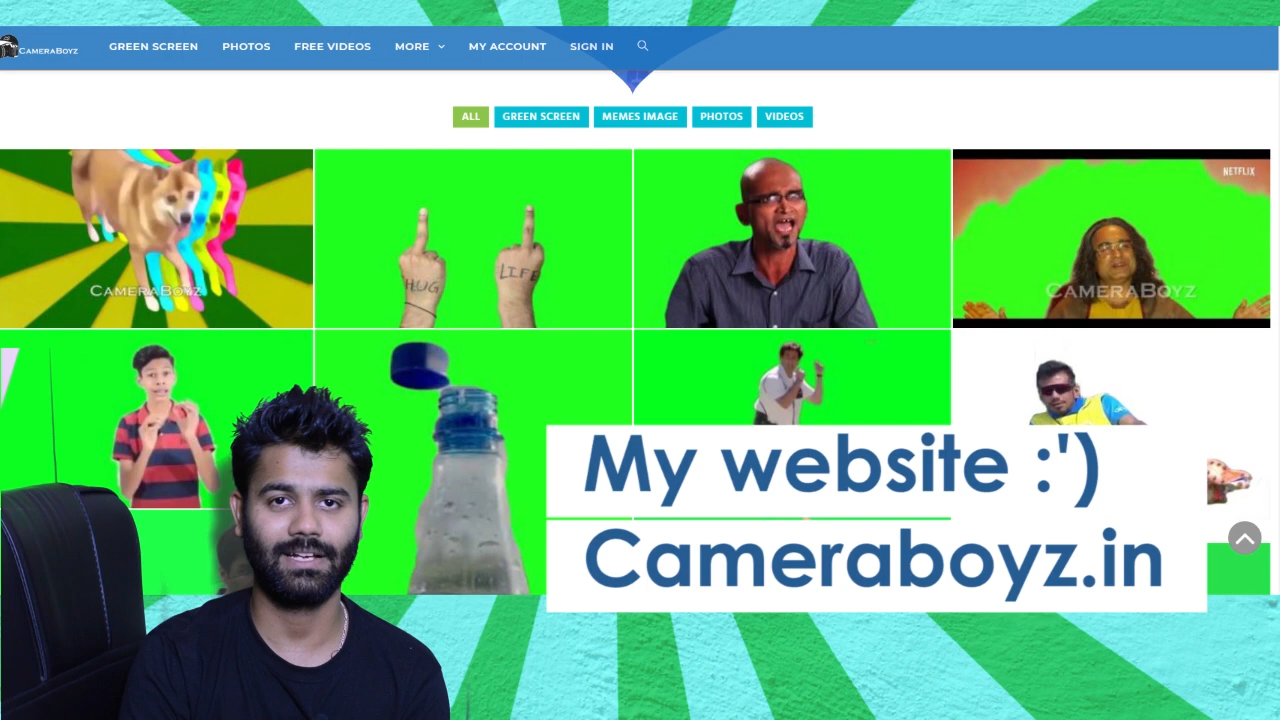 CAMERABOYZ GREEN SCREEN PHOTOS FREE VIDEOS MORE MY ACCOUNT SIGN IN
ALL GREEN SCREEN MEMES IMAGE PHOTOS VIDEOS
NETFLIX
HUG LIFE
CAMERABOYZ
CAMERABOYZ
My website :')
Cameraboyz.in